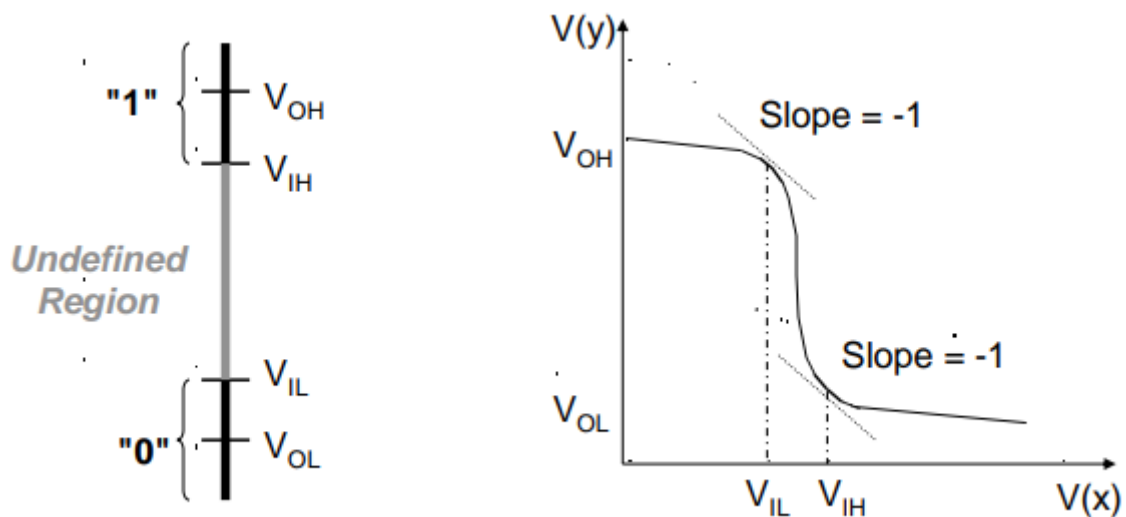 "1"
V_OH
V_IH
Undefined
Region
V_IL
"0"
V_OL
V(y)
Slope = -1
V_OH
Slope = -1
V_OL
V_IL
V_IH
V(x)